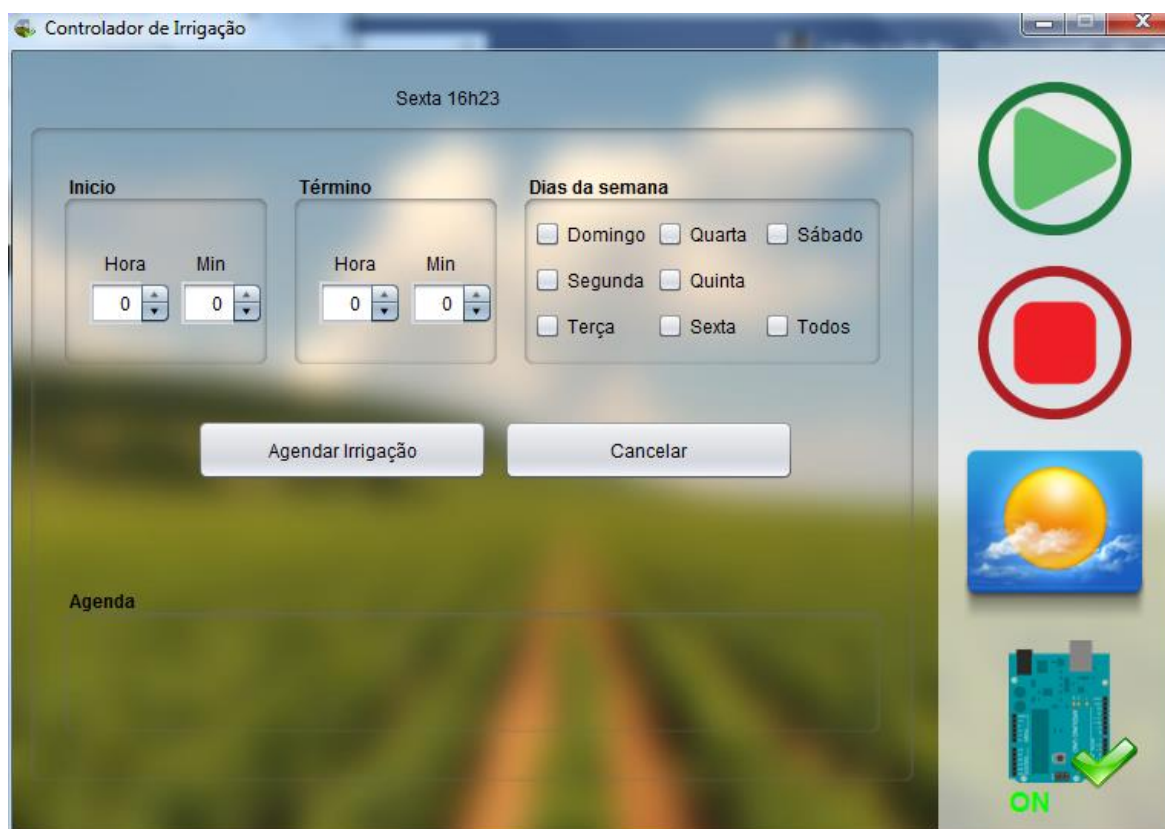 Controlador de Irrigação
Sexta 16h23
Inicio
Término
Dias da semana
Hora Min
Hora Min
Domingo Quarta Sábado
0 0
0 0
Segunda Quinta
Terça Sexta Todos
Agendar Irrigação
Cancelar
Agenda
ON